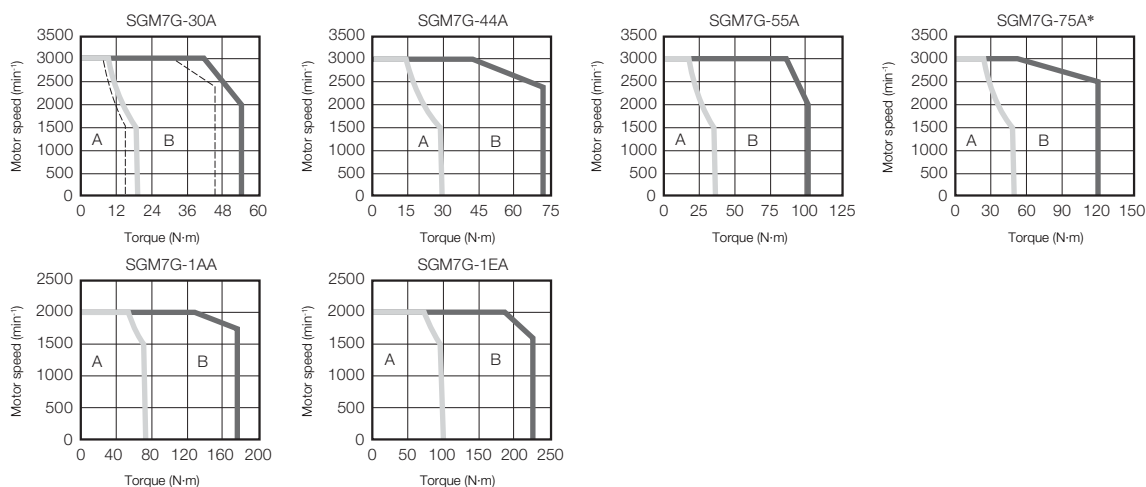 SGM7G-30A
Motor speed (min-1)
3500
3000
2500
2000
1500
1000
500
0
A
B
0 12 24 36 48 60
Torque (N·m)
SGM7G-44A
Motor speed (min-1)
3500
3000
2500
2000
1500
1000
500
0
A
B
0 15 30 45 60 75
Torque (N·m)
SGM7G-55A
Motor speed (min-1)
3500
3000
2500
2000
1500
1000
500
0
A
B
0 25 50 75 100 125
Torque (N·m)
SGM7G-75A*
Motor speed (min-1)
3500
3000
2500
2000
1500
1000
500
0
A
B
0 30 60 90 120 150
Torque (N·m)
SGM7G-1AA
Motor speed (min-1)
2500
2000
1500
1000
500
0
A
B
0 40 80 120 160 200
Torque (N·m)
SGM7G-1EA
Motor speed (min-1)
2500
2000
1500
1000
500
0
A
B
0 50 100 150 200 250
Torque (N·m)